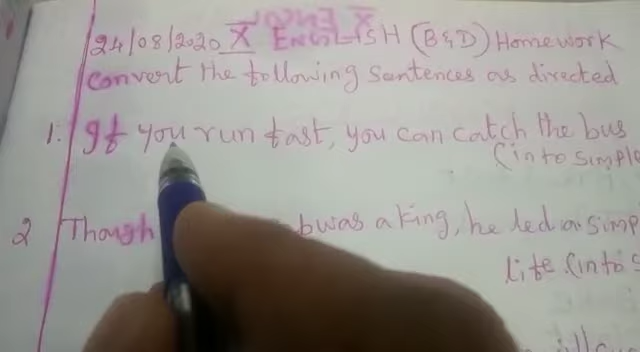 24/08/2020 X ENGLISH (B&D) Homework
Convert the following sentences as directed
1. If you run fast, you can catch the bus
(into simple
2 Though was a king, he led a simp
life. (into s